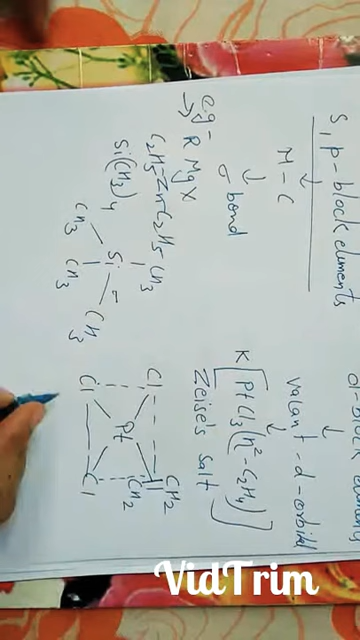 S, p-block elements
M - C
↓
σ bond
e.g- R Mg X
C₂H₅-Zn-C₂H₅
Si(CH₃)₄
CH₃
CH₃ Si CH₃
CH₃
d-block elements
↓
Valant-d-orbital
↓
K[PtCl₃(η²-C₂H₄)]
Zeise's salt
Cl CH₂
Pt
Cl Cl CH₂
VidTrim